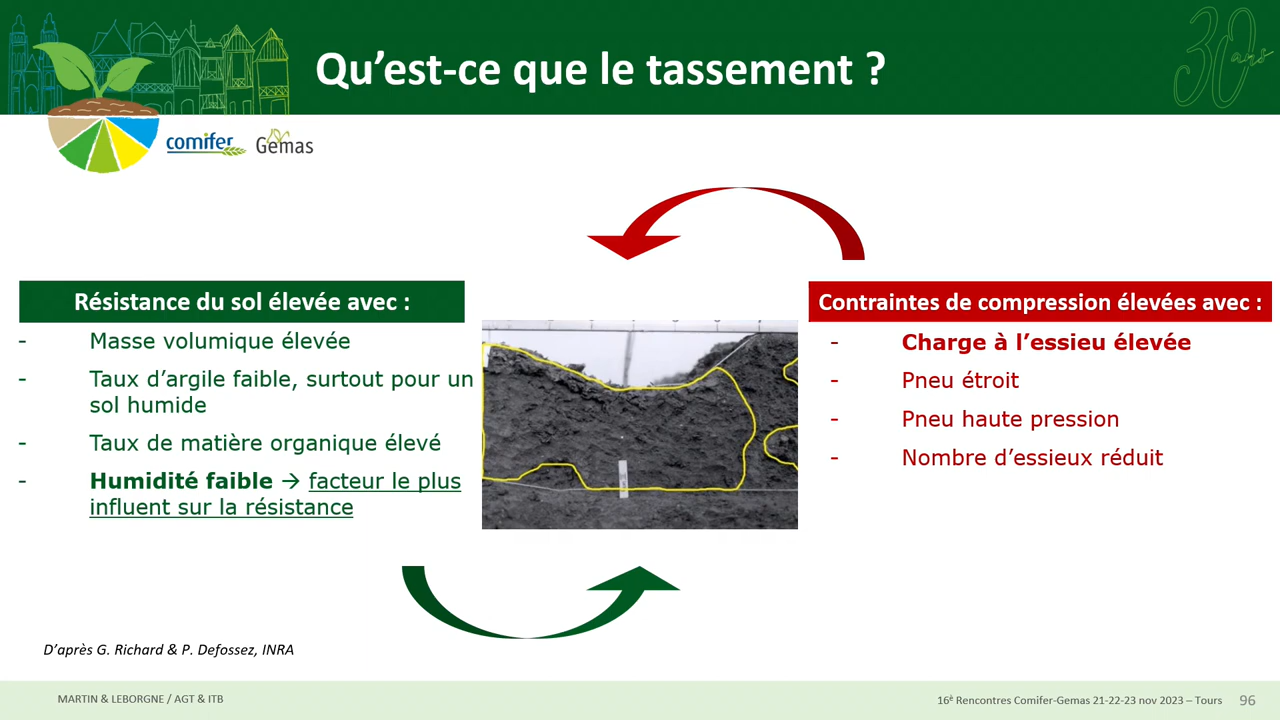 Qu’est-ce que le tassement ?
30 ans
comifer Gemas
Résistance du sol élevée avec :
- Masse volumique élevée
- Taux d’argile faible, surtout pour un
sol humide
- Taux de matière organique élevé
- Humidité faible → facteur le plus
influent sur la résistance
Contraintes de compression élevées avec :
- Charge à l’essieu élevée
- Pneu étroit
- Pneu haute pression
- Nombre d’essieux réduit
D’après G. Richard & P. Defossez, INRA
MARTIN & LEBORGNE / AGT & ITB
16è Rencontres Comifer-Gemas 21-22-23 nov 2023 – Tours 96